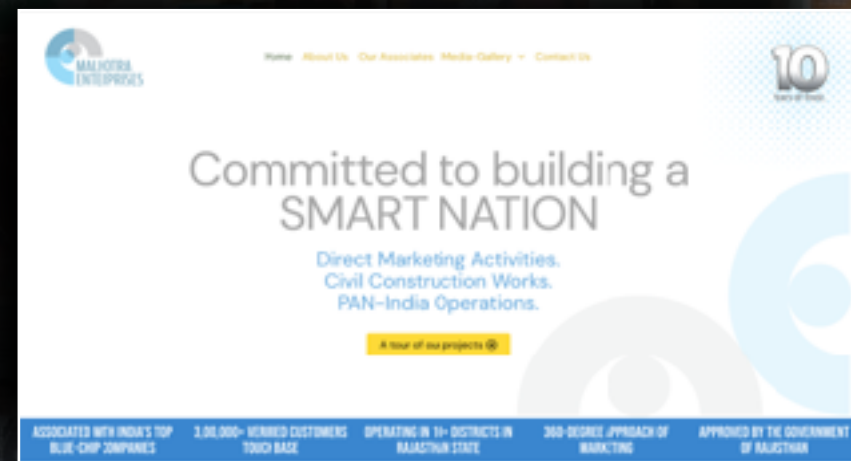 MALHOTRA
ENTERPRISES
Home About Us Our Associates Media Gallery Contact Us
10
Committed to building a
SMART NATION
Direct Marketing Activities.
Civil Construction Works.
PAN-India Operations.
A tour of our projects
ASSOCIATED WITH INDIA'S TOP
BLUE-CHIP COMPANIES
3,00,000+ VERIFIED CUSTOMERS
TOUCH BASE
OPERATING IN DISTRICTS IN
RAJASTHAN STATE
360-DEGREE APPROACH OF
MARKETING
APPROVED BY THE GOVERNMENT
OF RAJASTHAN